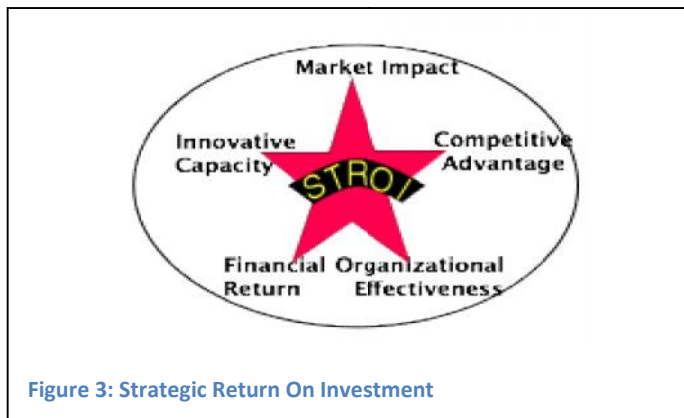 Market Impact
Innovative
Capacity
Competitive
Advantage
STROI
Financial
Return
Organizational
Effectiveness
Figure 3: Strategic Return On Investment